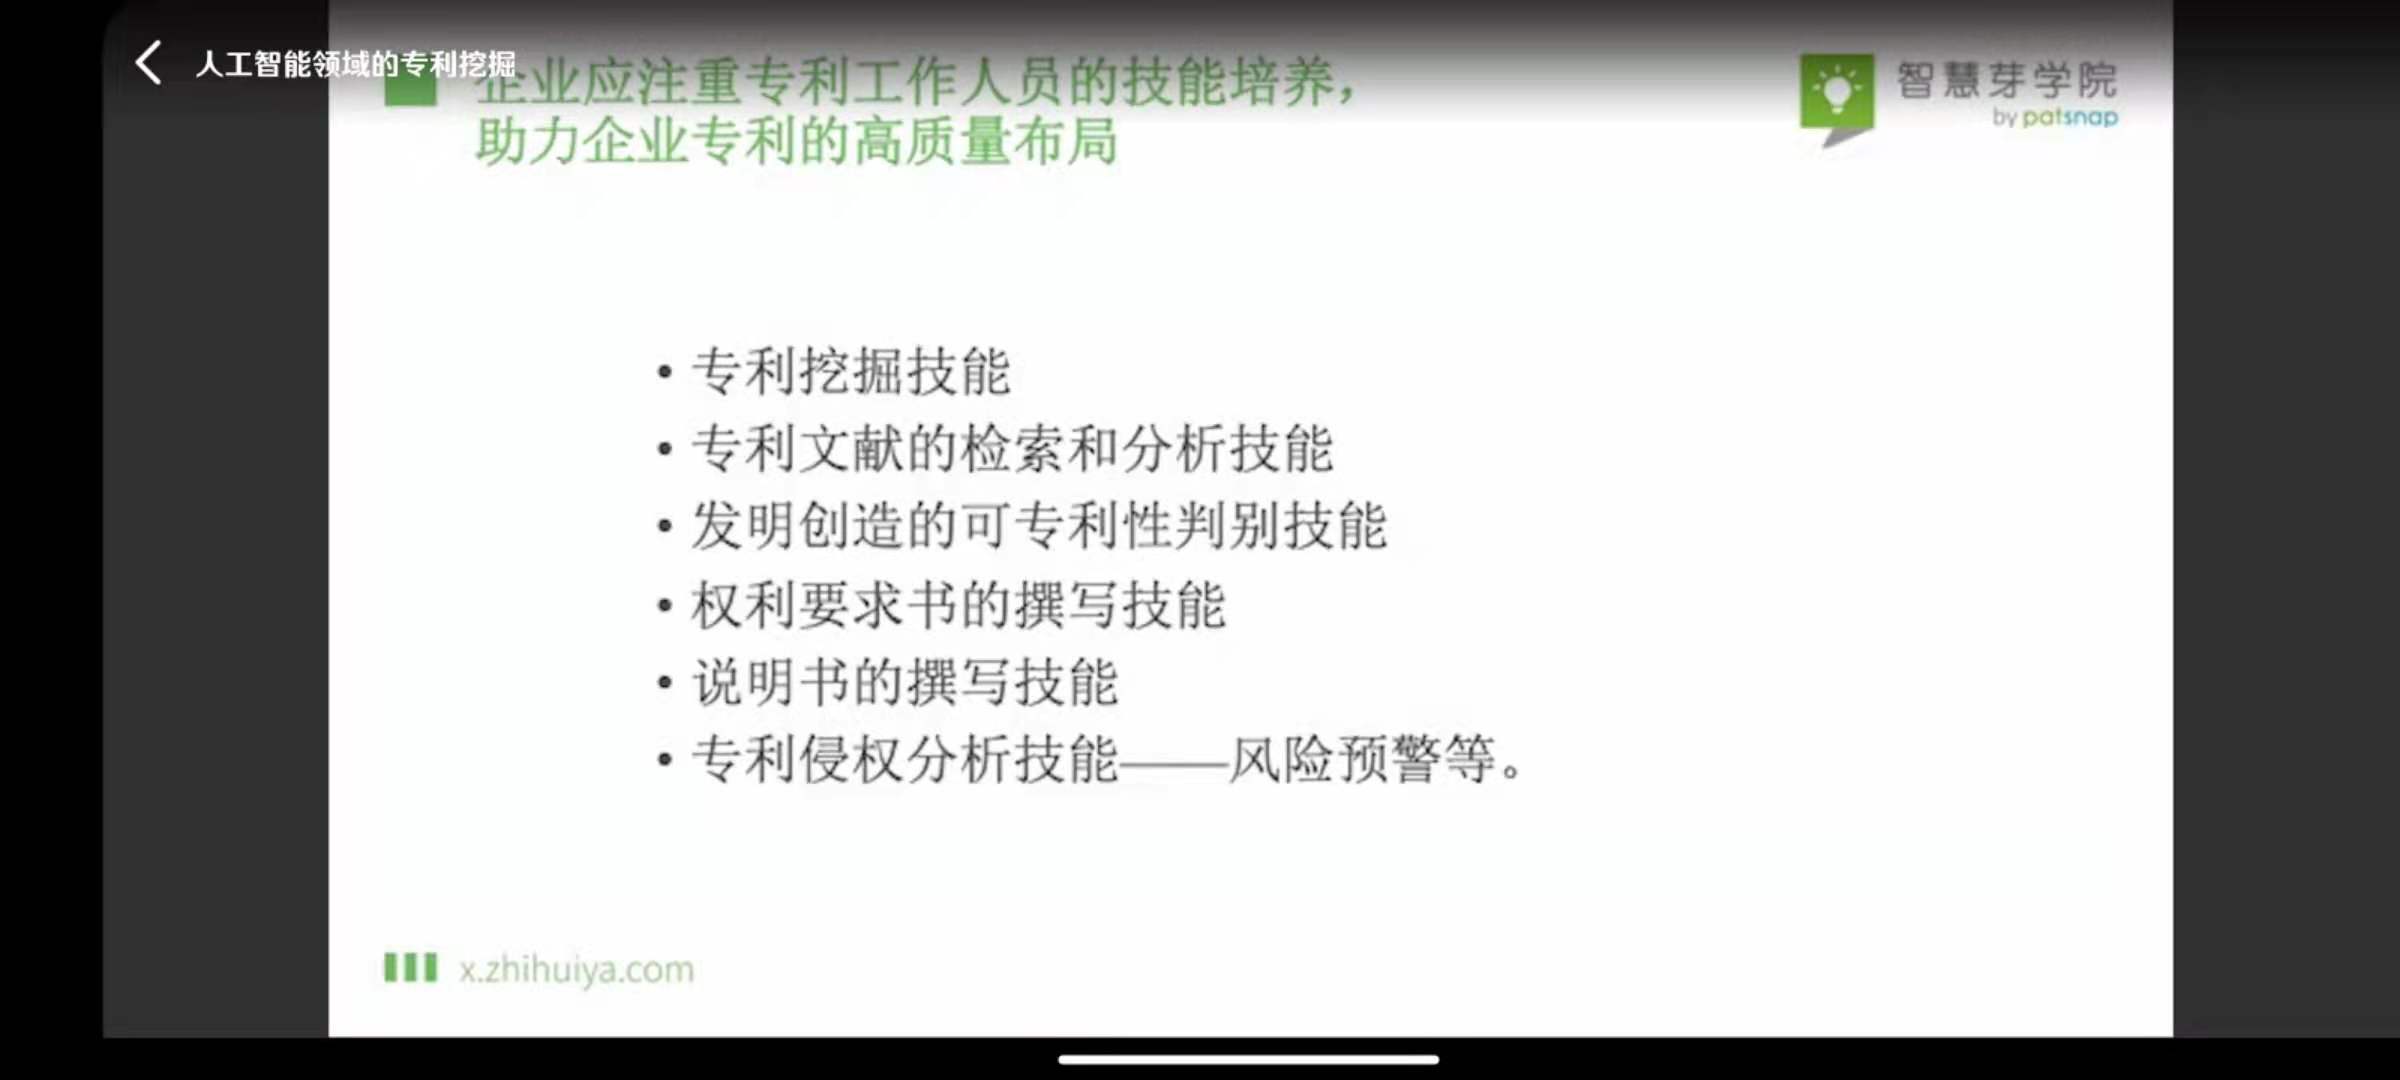 人工智能领域的专利挖掘
企业应注重专利工作人员的技能培养，
助力企业专利的高质量布局
智慧芽学院
by patsnap
• 专利挖掘技能
• 专利文献的检索和分析技能
• 发明创造的可专利性判别技能
• 权利要求书的撰写技能
• 说明书的撰写技能
• 专利侵权分析技能——风险预警等。
x.zhihuiya.com